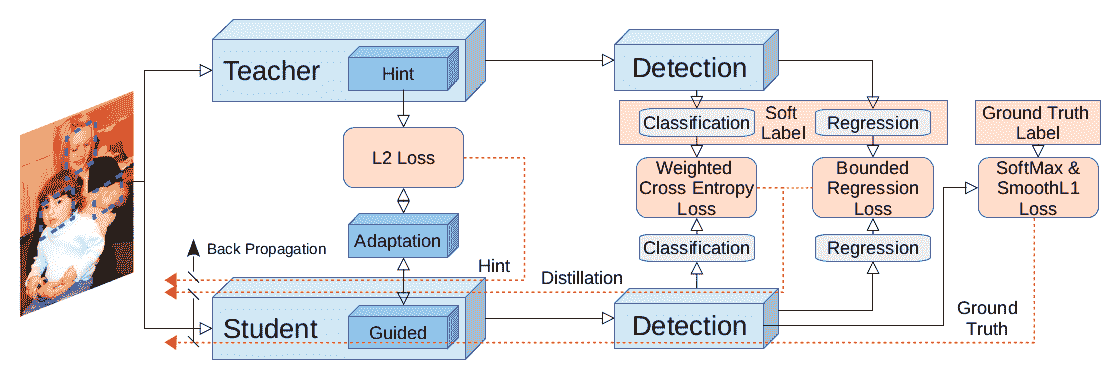 Teacher
Hint
Detection
Classification
Soft
Label
Regression
Ground Truth
Label
L2 Loss
Weighted
Cross Entropy
Loss
Bounded
Regression
Loss
SoftMax &
SmoothL1
Loss
Adaptation
Classification
Regression
Back Propagation
Hint
Distillation
Student
Guided
Detection
Ground
Truth